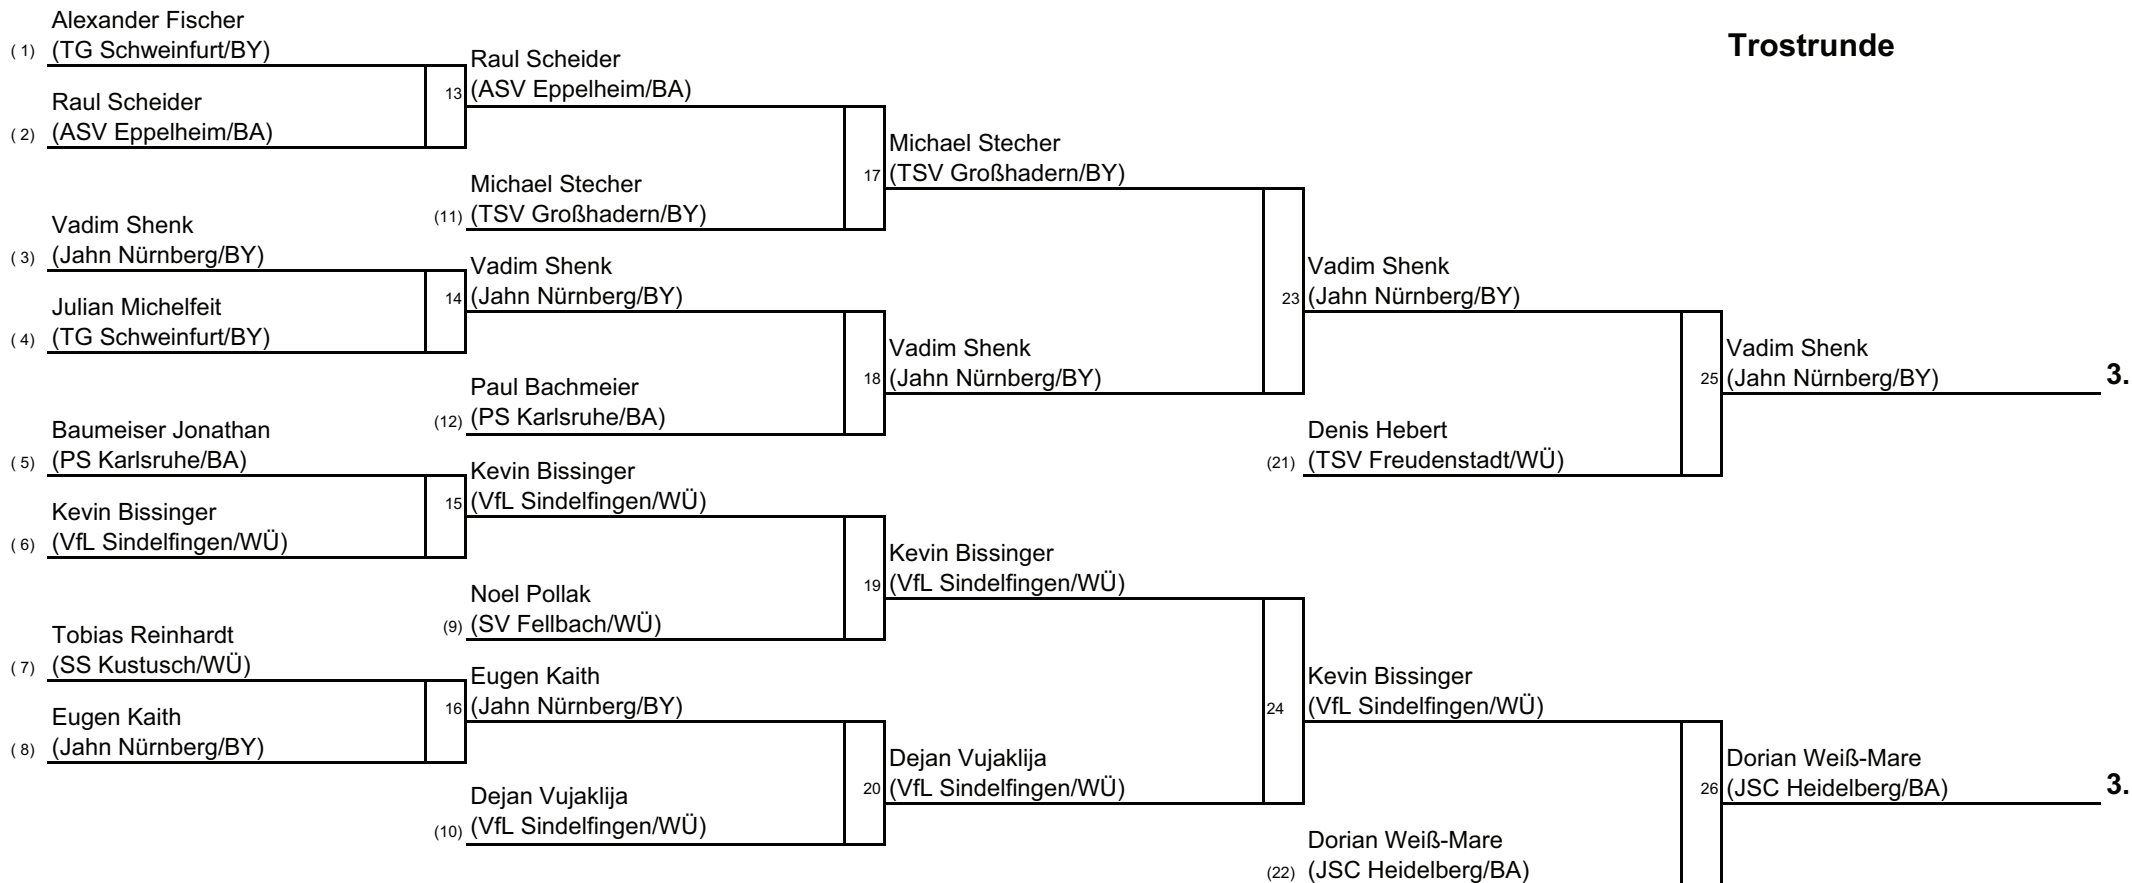 Trostrunde
Alexander Fischer
( 1) (TG Schweinfurt/BY)
Raul Scheider
( 2) (ASV Eppelheim/BA)
Vadim Shenk
( 3) (Jahn Nürnberg/BY)
Julian Michelfeit
( 4) (TG Schweinfurt/BY)
Baumeiser Jonathan
( 5) (PS Karlsruhe/BA)
Kevin Bissinger
( 6) (VfL Sindelfingen/WÜ)
Tobias Reinhardt
( 7) (SS Kustusch/WÜ)
Eugen Kaith
( 8) (Jahn Nürnberg/BY)
Raul Scheider
13 (ASV Eppelheim/BA)
Michael Stecher
(11) (TSV Großhadern/BY)
Vadim Shenk
14 (Jahn Nürnberg/BY)
Paul Bachmeier
(12) (PS Karlsruhe/BA)
Kevin Bissinger
15 (VfL Sindelfingen/WÜ)
Noel Pollak
(9) (SV Fellbach/WÜ)
Eugen Kaith
16 (Jahn Nürnberg/BY)
Dejan Vujaklija
(10) (VfL Sindelfingen/WÜ)
Michael Stecher
17 (TSV Großhadern/BY)
Vadim Shenk
18 (Jahn Nürnberg/BY)
Kevin Bissinger
19 (VfL Sindelfingen/WÜ)
Dejan Vujaklija
20 (VfL Sindelfingen/WÜ)
Vadim Shenk
23 (Jahn Nürnberg/BY)
Denis Hebert
(21) (TSV Freudenstadt/WÜ)
Kevin Bissinger
24 (VfL Sindelfingen/WÜ)
Dorian Weiß-Mare
(22) (JSC Heidelberg/BA)
Vadim Shenk
25 (Jahn Nürnberg/BY) 3.
Dorian Weiß-Mare
26 (JSC Heidelberg/BA) 3.